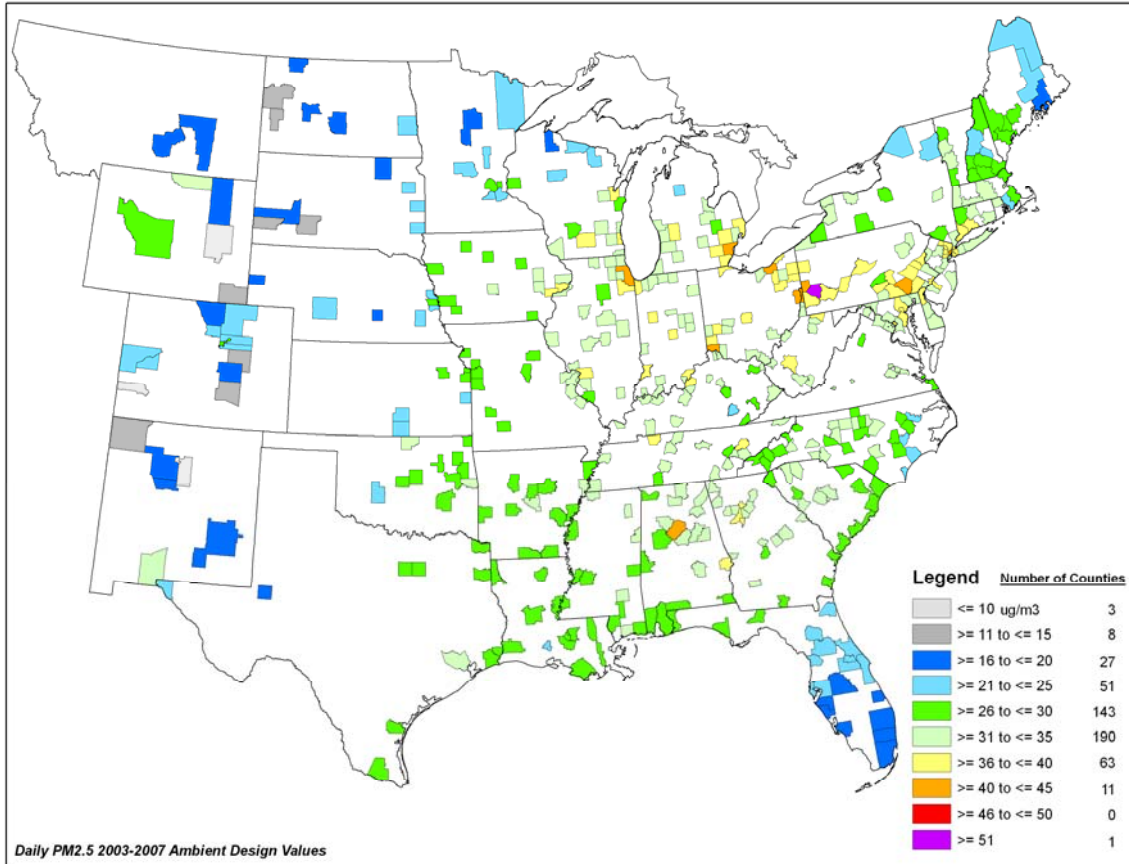 Legend Number of Counties
<= 10 ug/m3 3
>= 11 to <= 15 8
>= 16 to <= 20 27
>= 21 to <= 25 51
>= 26 to <= 30 143
>= 31 to <= 35 190
>= 36 to <= 40 63
>= 40 to <= 45 11
>= 46 to <= 50 0
>= 51 1
Daily PM2.5 2003-2007 Ambient Design Values